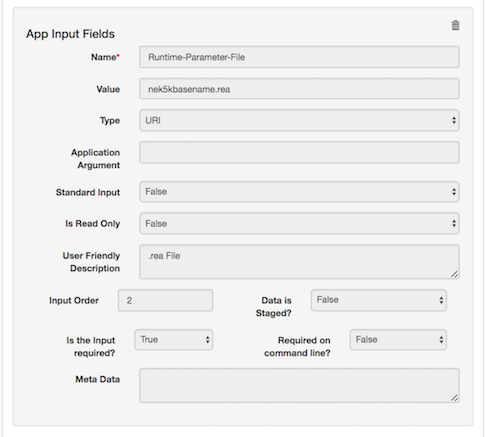 App Input Fields
Name* Runtime-Parameter-File
Value nek5kbasename.rea
Type URI
Application
Argument
Standard Input False
Is Read Only False
User Friendly .rea File
Description
Input Order 2 Data is False
Staged?
Is the Input True Required on False
required? command line?
Meta Data